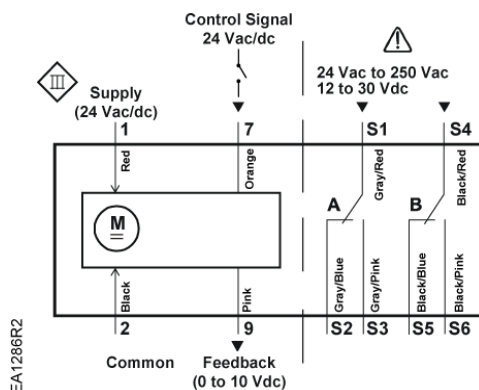 Control Signal
24 Vac/dc
III
Supply
(24 Vac/dc)
24 Vac to 250 Vac
12 to 30 Vdc
1
7
S1
S4
Red
Orange
Gray/Red
Black/Red
M
A
B
Black
Pink
Gray/Blue
Gray/Pink
Black/Blue
Black/Pink
2
9
S2
S3
S5
S6
Common
Feedback
(0 to 10 Vdc)
EA1286R2